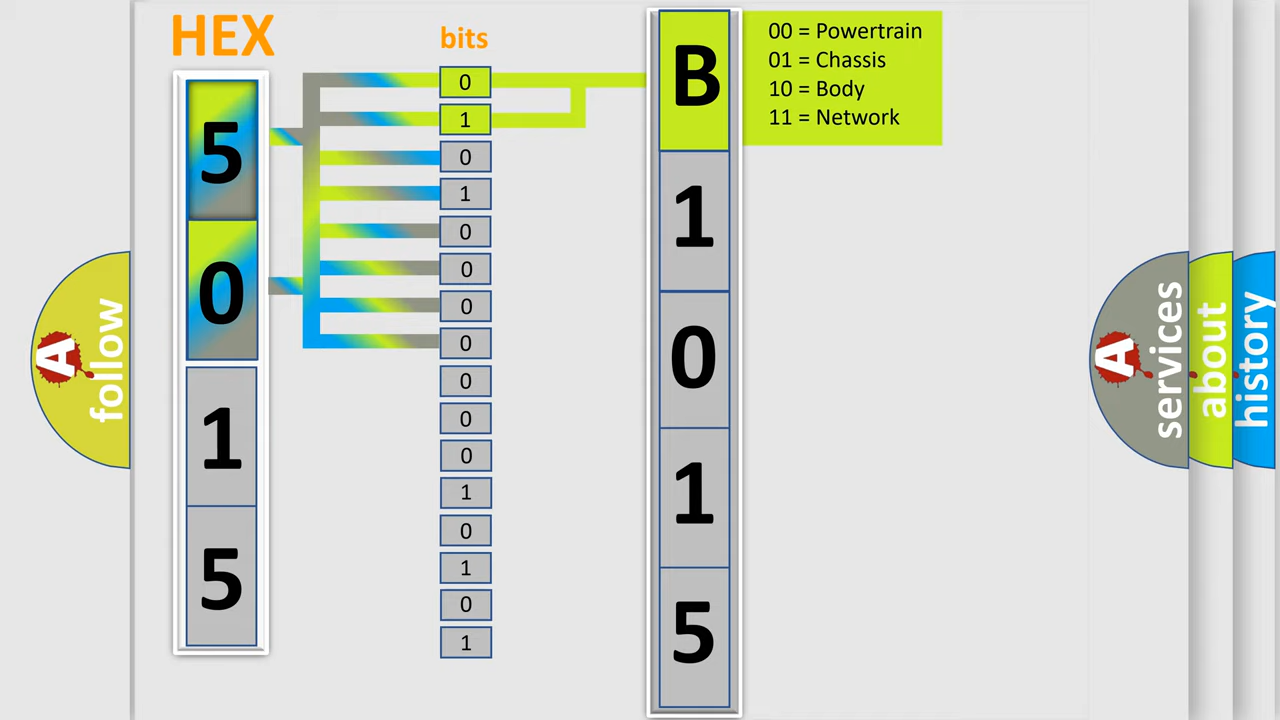 HEX
bits
5
0
1
5
0
1
0
1
0
0
0
0
0
0
0
1
0
1
0
1
B
1
0
1
5
00 = Powertrain
01 = Chassis
10 = Body
11 = Network
A
follow
A
services
about
history